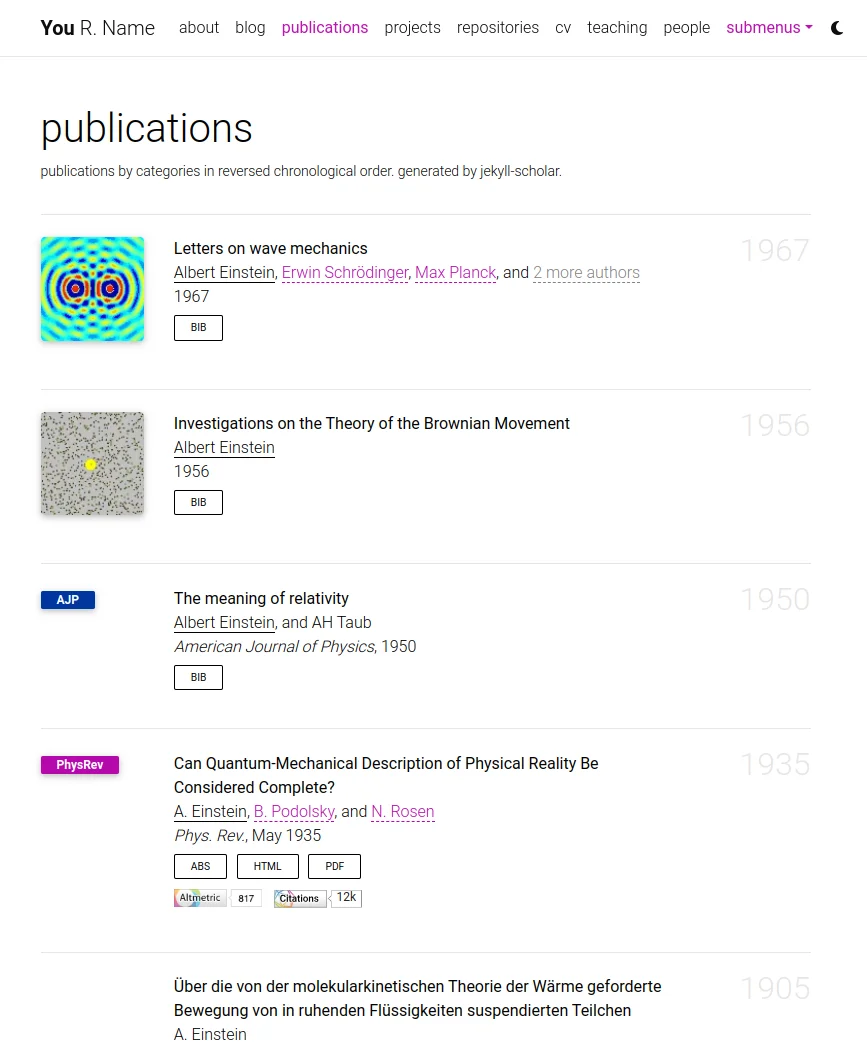 You R. Name about blog publications projects repositories cv teaching people submenus
publications
publications by categories in reversed chronological order. generated by jekyll-scholar.
Letters on wave mechanics
1967
Albert Einstein, Erwin Schrödinger, Max Planck, and 2 more authors
1967
BIB
Investigations on the Theory of the Brownian Movement
1956
Albert Einstein
1956
BIB
AJP
The meaning of relativity
1950
Albert Einstein, and AH Taub
American Journal of Physics, 1950
BIB
PhysRev
Can Quantum-Mechanical Description of Physical Reality Be
1935
Considered Complete?
A. Einstein, B. Podolsky, and N. Rosen
Phys. Rev., May 1935
ABS HTML PDF
Altmetric 817 Citations 12k
Über die von der molekularkinetischen Theorie der Wärme geforderte
1905
Bewegung von in ruhenden Flüssigkeiten suspendierten Teilchen
A. Einstein